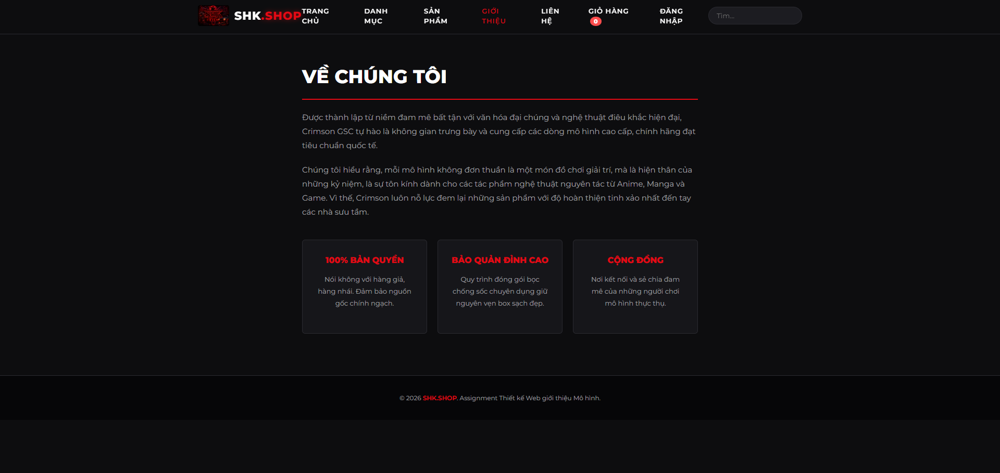 SHK.SHOP
TRANG CHỦ
DANH MỤC
SẢN PHẨM
GIỚI THIỆU
LIÊN HỆ
GIỎ HÀNG 0
ĐĂNG NHẬP
Tìm...
VỀ CHÚNG TÔI
Được thành lập từ niềm đam mê bất tận với văn hóa đại chúng và nghệ thuật điêu khắc hiện đại,
Crimson GSC tự hào là không gian trưng bày và cung cấp các dòng mô hình cao cấp, chính hãng đạt
tiêu chuẩn quốc tế.
Chúng tôi hiểu rằng, mỗi mô hình không đơn thuần là một món đồ chơi giải trí, mà là hiện thân của
những kỷ niệm, là sự tôn kính dành cho các tác phẩm nghệ thuật nguyên tác từ Anime, Manga và
Game. Vì thế, Crimson luôn nỗ lực đem lại những sản phẩm với độ hoàn thiện tinh xảo nhất đến tay
các nhà sưu tầm.
100% BẢN QUYỀN
Nói không với hàng giả,
hàng nhái. Đảm bảo nguồn
gốc chính ngạch.
BẢO QUẢN ĐỈNH CAO
Quy trình đóng gói bọc
chống sốc chuyên dụng giữ
nguyên vẹn box sạch đẹp.
CỘNG ĐỒNG
Nơi kết nối và sẻ chia đam
mê của những người chơi
mô hình thực thụ.
© 2026 SHK.SHOP. Assignment Thiết kế Web giới thiệu Mô hình.